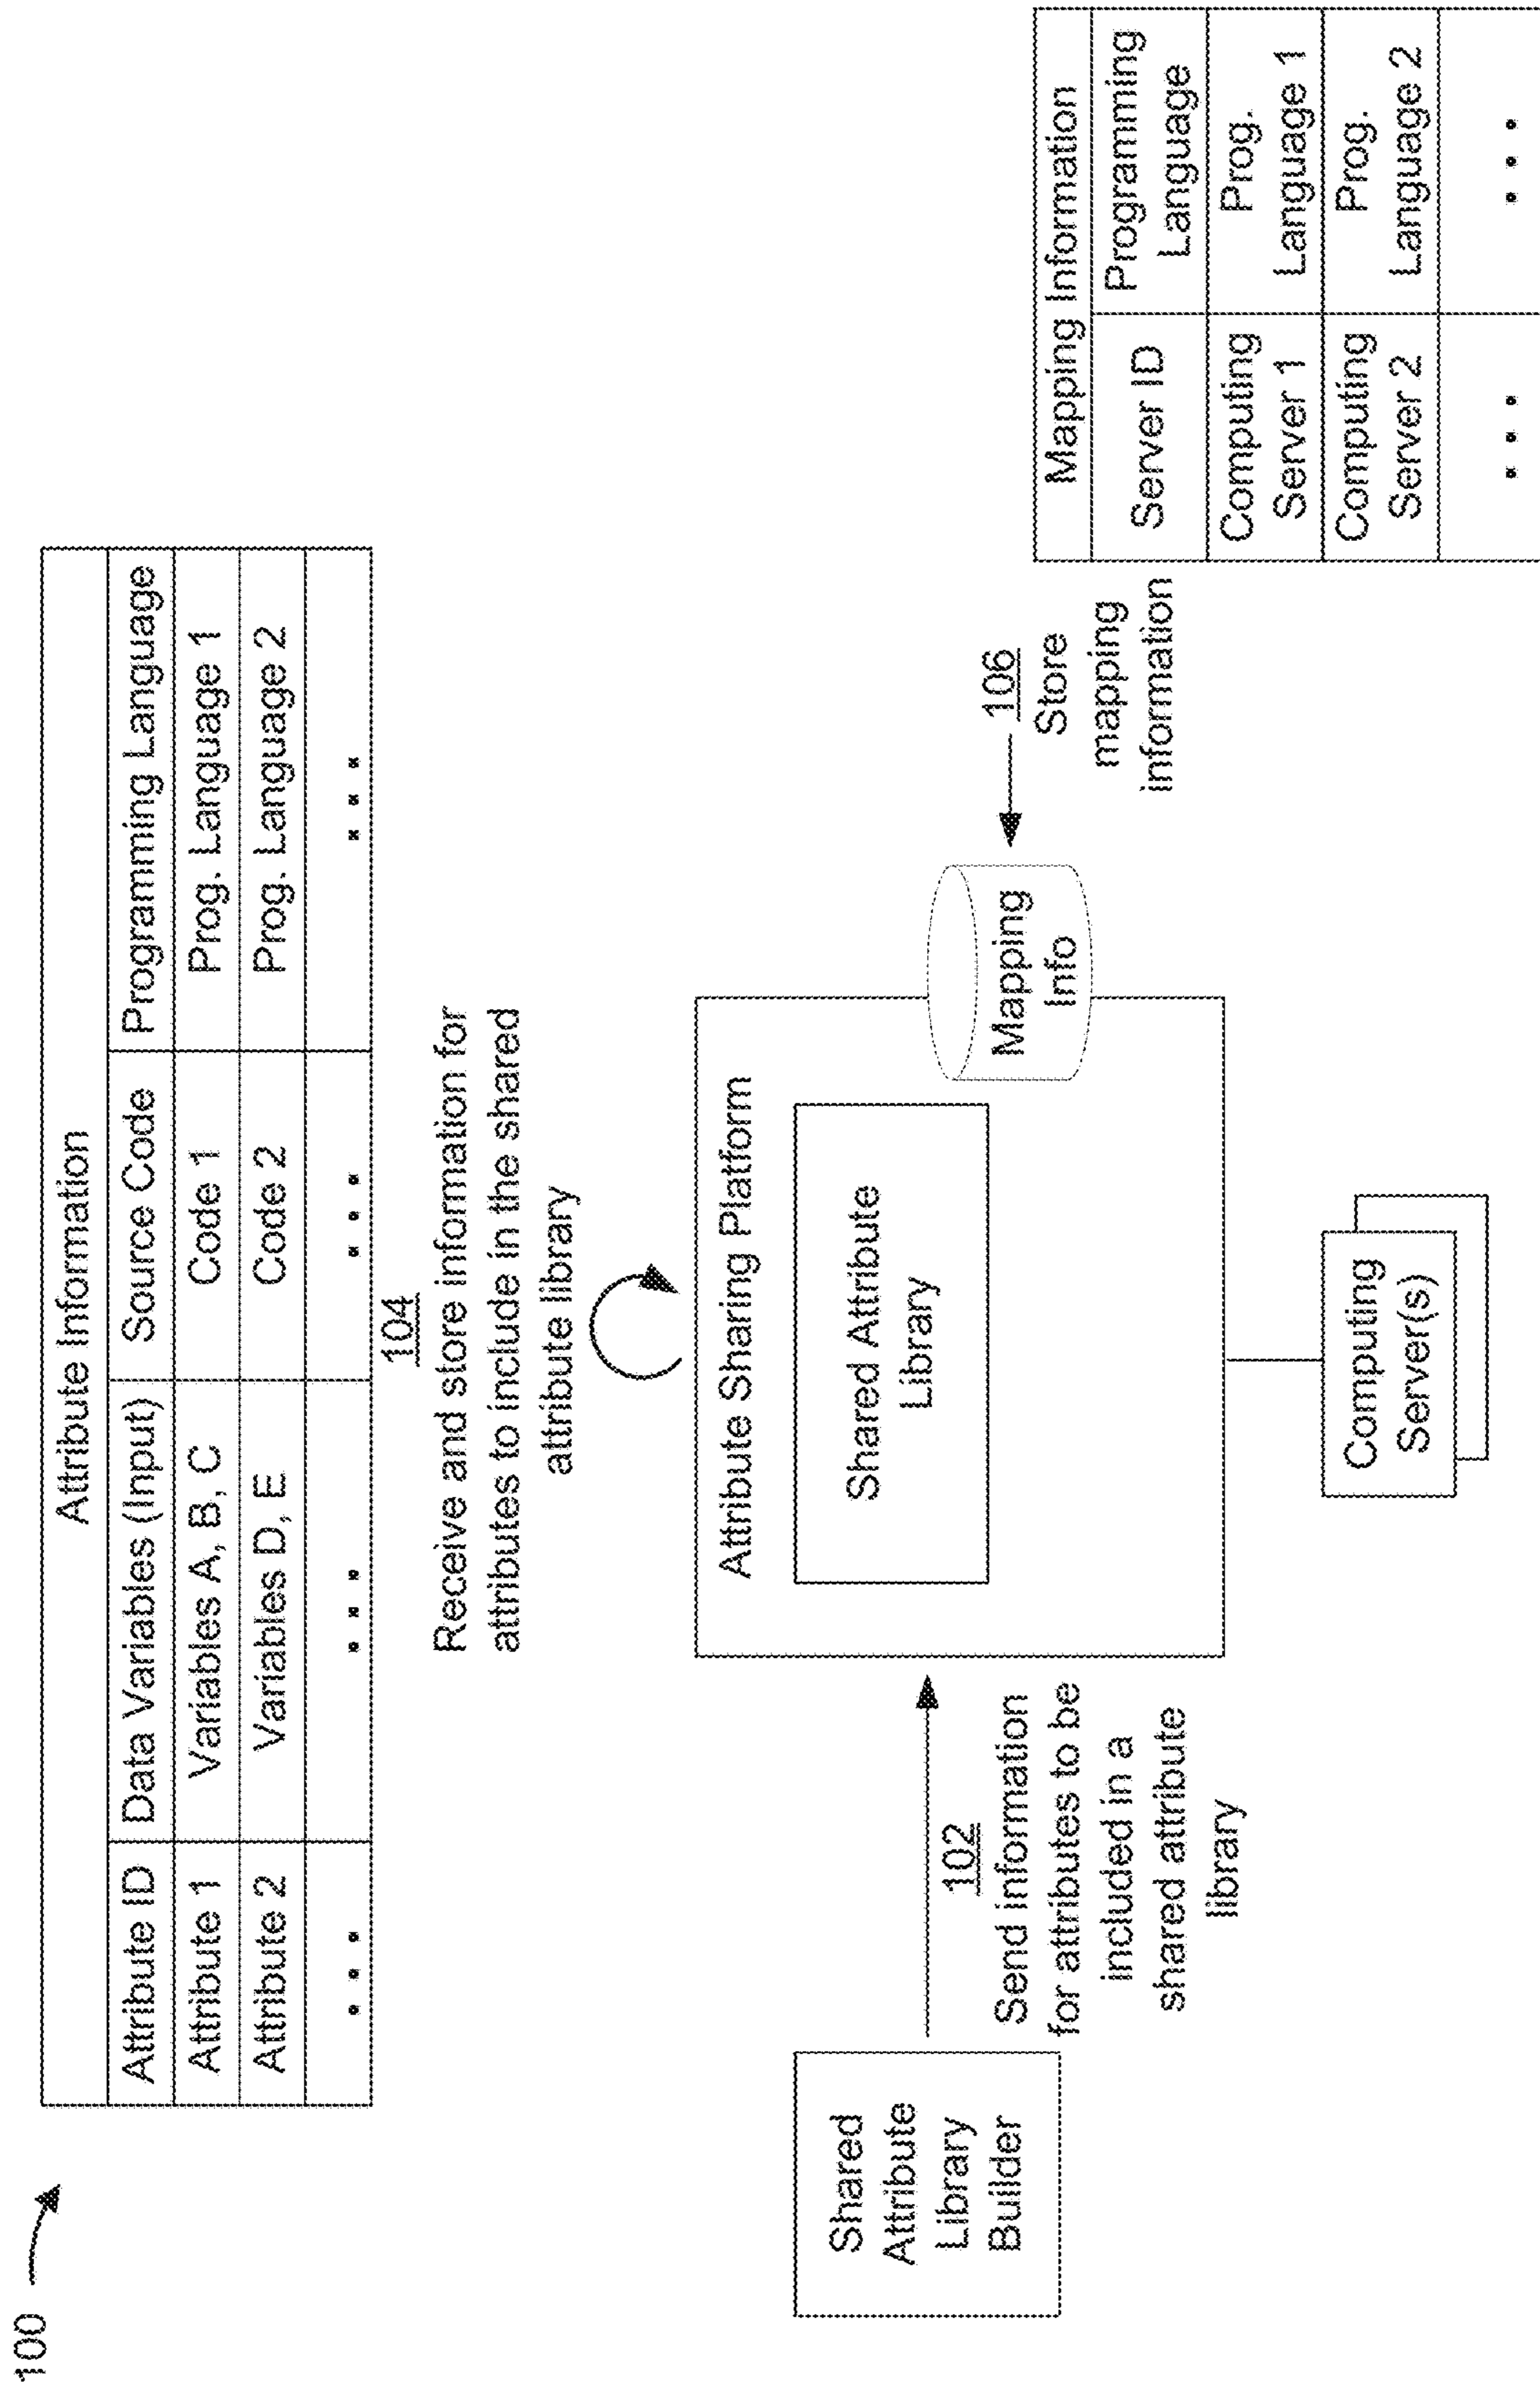 100
Attribute Information
Attribute ID Data Variables (Input) Source Code Programming Language
Attribute 1 Variables A, B, C Code 1 Prog. Language 1
Attribute 2 Variables D, E Code 2 Prog. Language 2
• • • • • • • • • • • •
104
Receive and store information for
attributes to include in the shared
attribute library
Shared
Attribute
Library
Builder
102
Send information
for attributes to be
included in a
shared attribute
library
Attribute Sharing Platform
Shared Attribute
Library
Mapping
Info
106
Store
mapping
information
Computing
Server(s)
Mapping Information
Server ID
Programming
Language
Computing
Server 1
Prog.
Language 1
Computing
Server 2
Prog.
Language 2
• • • • • •